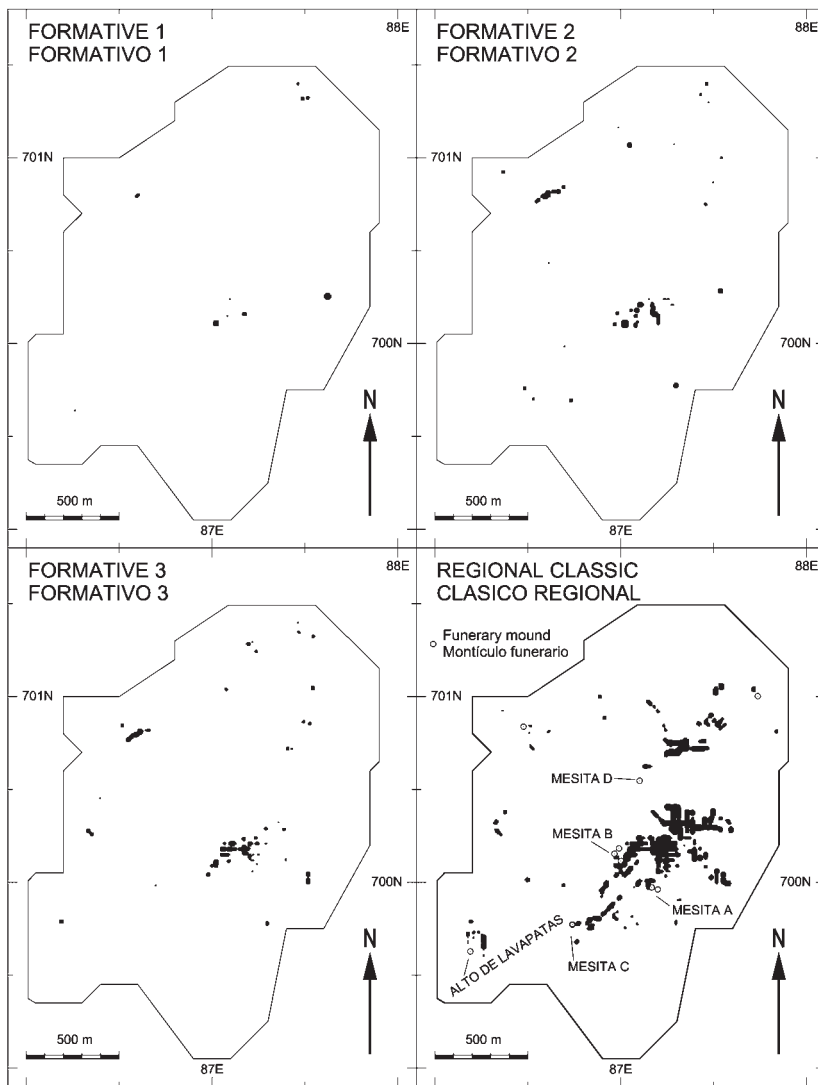 FORMATIVE 1
FORMATIVO 1
88E
701N
700N
N
500 m
87E
FORMATIVE 2
FORMATIVO 2
88E
701N
700N
N
500 m
87E
FORMATIVE 3
FORMATIVO 3
88E
701N
700N
N
500 m
87E
REGIONAL CLASSIC
CLASICO REGIONAL
88E
Funerary mound
Montículo funerario
701N
MESITA D
MESITA B
700N
MESITA A
ALTO DE LAVAPATAS
MESITA C
N
500 m
87E